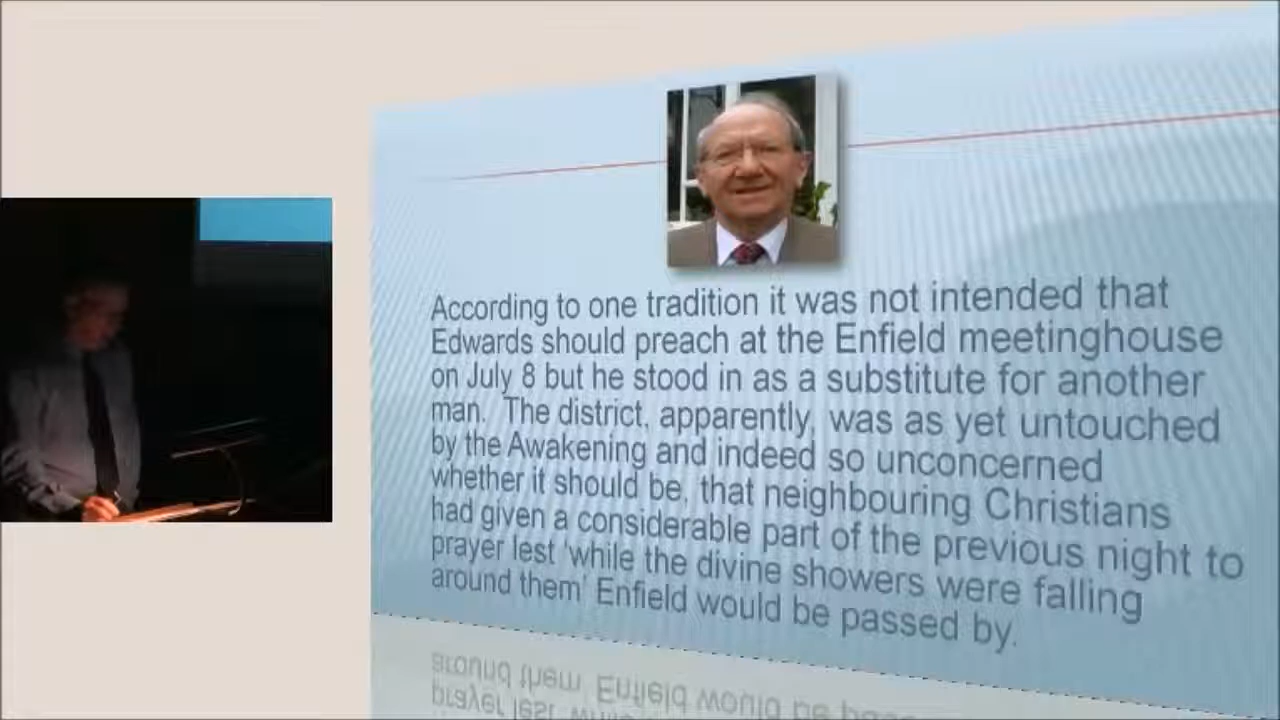 According to one tradition it was not intended that
Edwards should preach at the Enfield meetinghouse
on July 8 but he stood in as a substitute for another
man.  The district, apparently, was as yet untouched
by the Awakening and indeed so unconcerned
whether it should be, that neighbouring Christians
had given a considerable part of the previous night to
prayer lest 'while the divine showers were falling
around them' Enfield would be passed by.